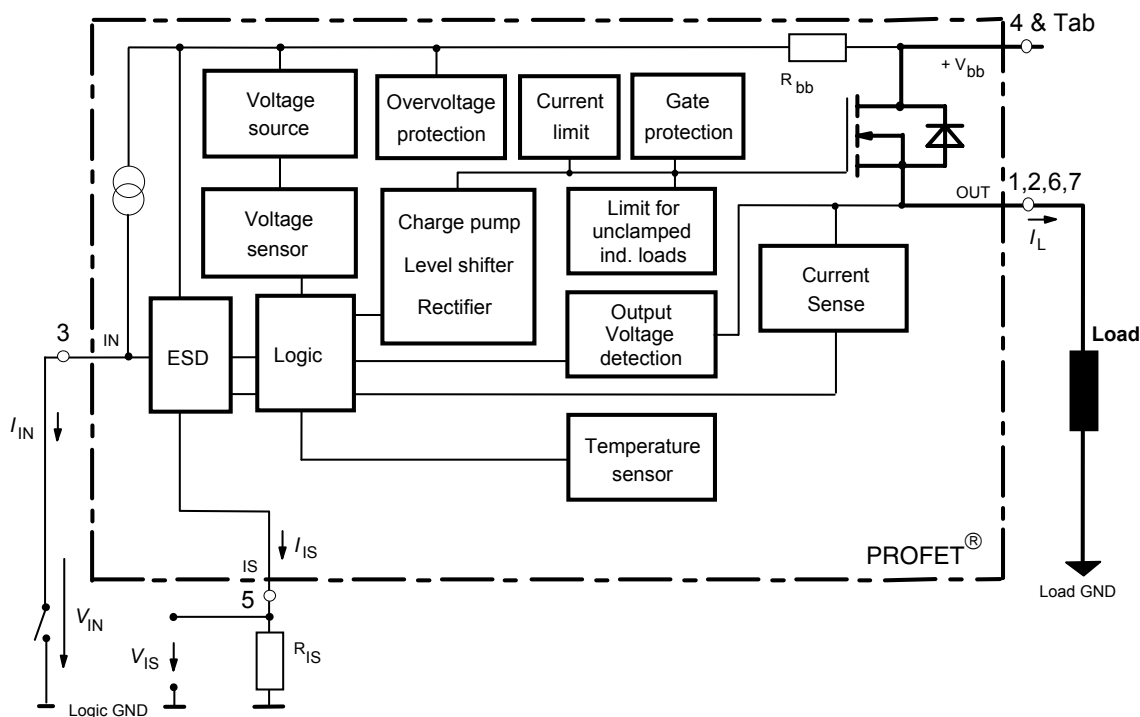 4 & Tab
+ V bb
R bb
Voltage
source
Overvoltage
protection
Current
limit
Gate
protection
1,2,6,7
OUT
I L
Voltage
sensor
Charge pump
Level shifter
Rectifier
Limit for
unclamped
ind. loads
Current
Sense
Output
Voltage
detection
3
IN
ESD
Logic
Load
I IN
Temperature
sensor
I IS
PROFET®
IS
5
Load GND
V IN
V IS
R IS
Logic GND